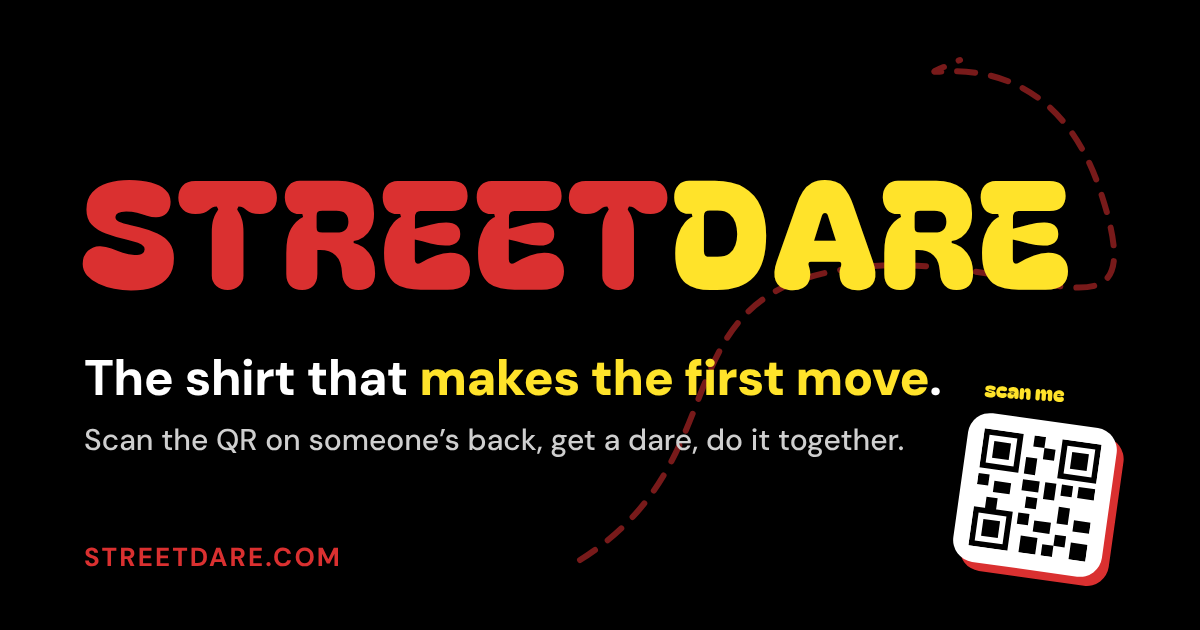 STREETDARE
The shirt that makes the first move.
scan me
Scan the QR on someone’s back, get a dare, do it together.
STREETDARE.COM